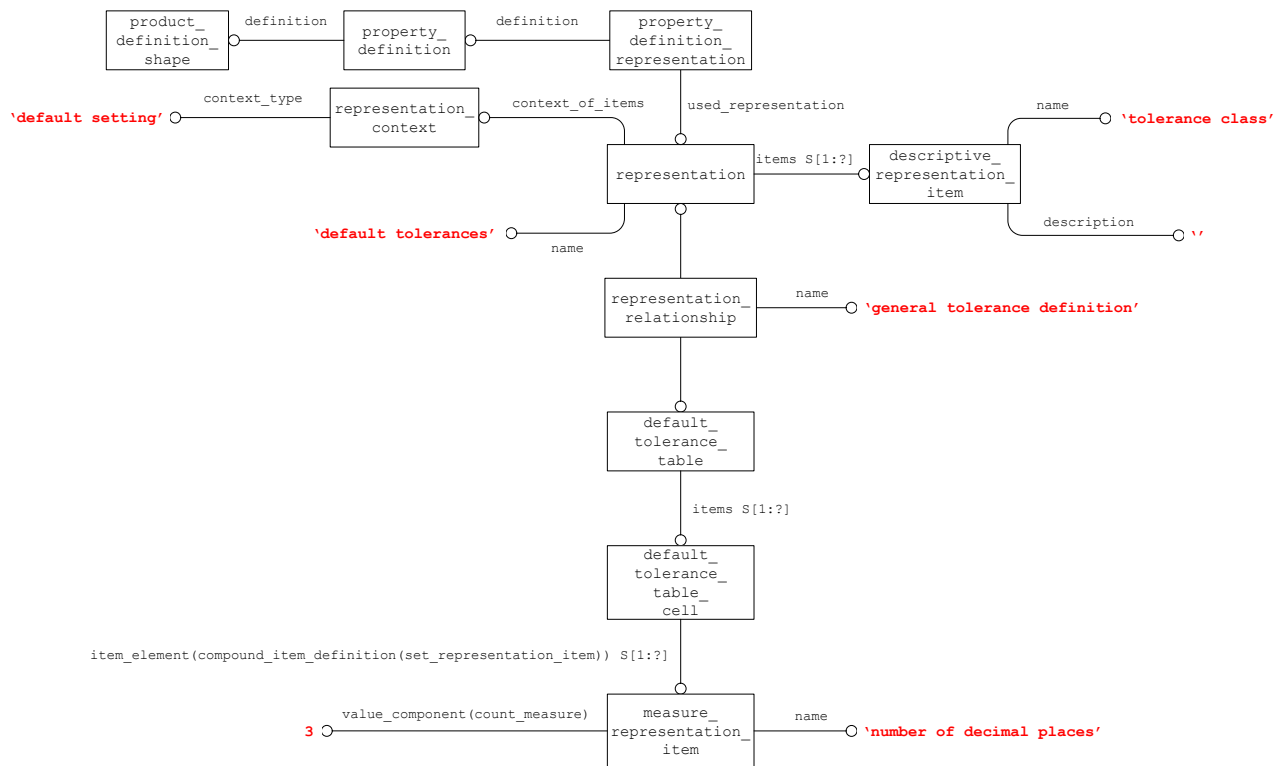 product_
definition_
shape
definition
property_
definition
definition
property_
definition_
representation
context_type
'default setting'
representation_
context
context_of_items
used_representation
name
'tolerance class'
items S[1:?]
representation
descriptive_
representation_
item
'default tolerances'
name
description
''
representation_
relationship
name
'general tolerance definition'
default_
tolerance_
table
items S[1:?]
default_
tolerance_
table_
cell
item_element(compound_item_definition(set_representation_item)) S[1:?]
3
value_component(count_measure)
measure_
representation_
item
name
'number of decimal places'